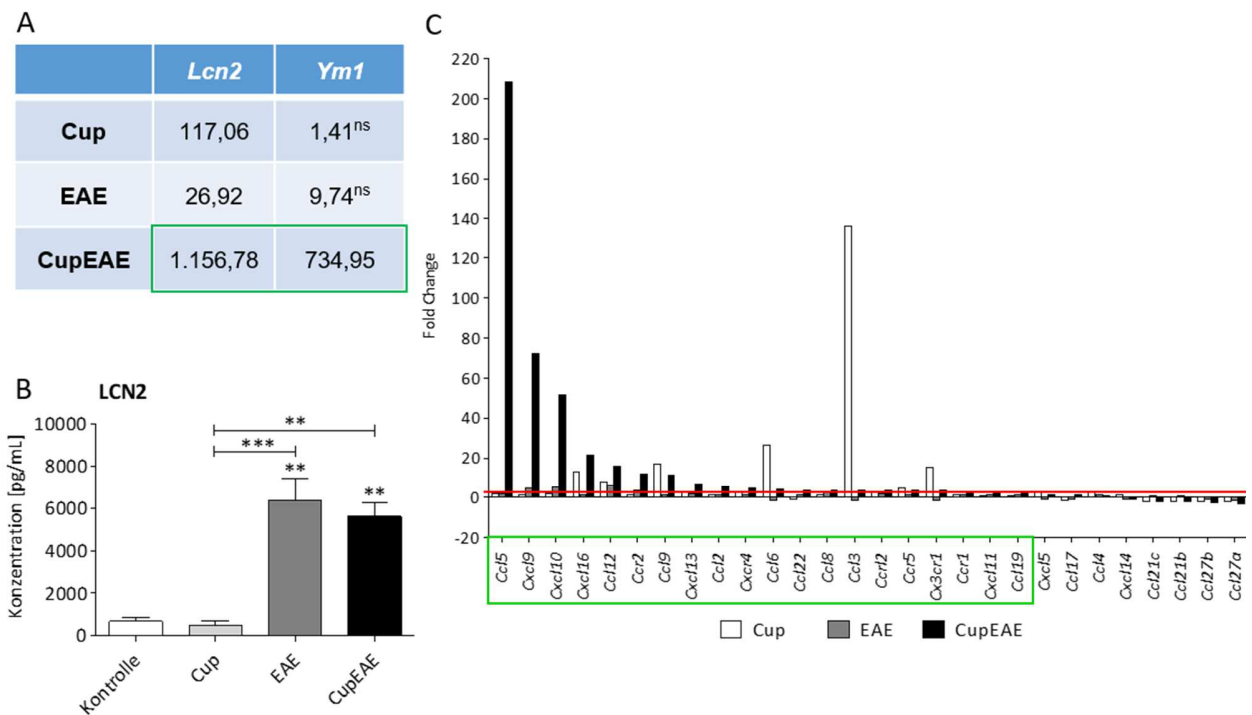 A
Lcn2 Ym1
Cup 117,06 1,41ns
EAE 26,92 9,74ns
CupEAE 1.156,78 734,95
B LCN2
Konzentration [pg/mL]
10000
8000
6000
4000
2000
0
**
***
**
**
Kontrolle
Cup
EAE
CupEAE
C
Fold Change
220
200
180
160
140
120
100
80
60
40
20
0
-20
Ccl5
Cxcl9
Cxcl10
Cxcl16
Ccl12
Ccr2
Ccl9
Cxcl13
Ccl2
Cxcr4
Ccl6
Ccl22
Ccl8
Ccl3
Ccrl2
Ccr5
Cx3cr1
Ccr1
Cxcl11
Ccl19
Cxcl5
Ccl17
Ccl4
Cxcl14
Ccl21c
Ccl21b
Ccl27b
Ccl27a
Cup EAE CupEAE